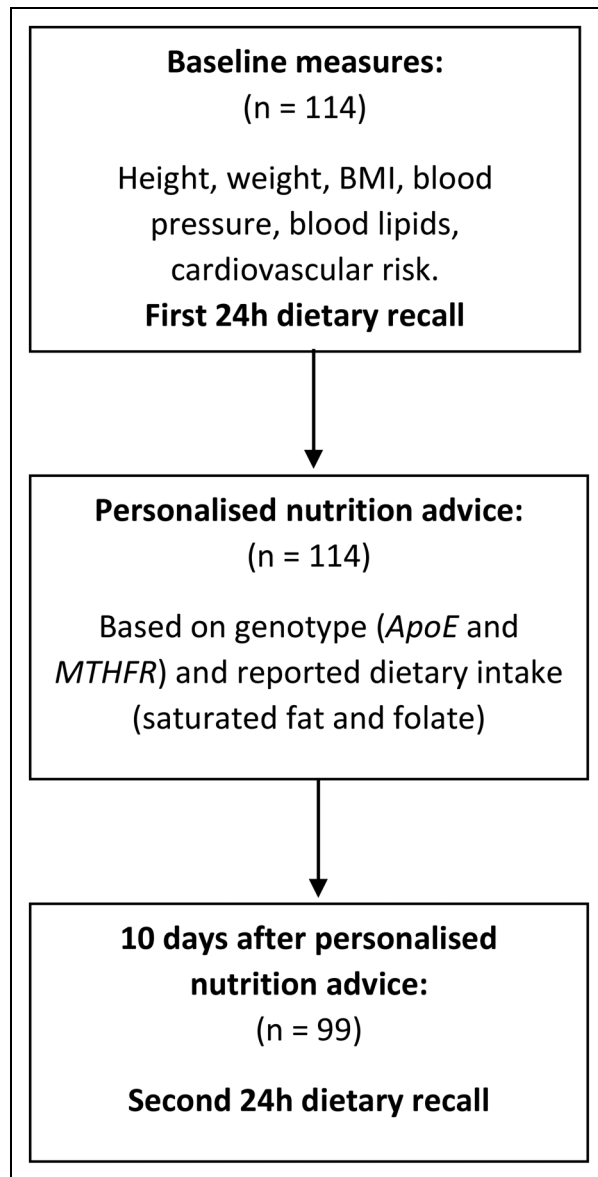 Baseline measures:
(n = 114)
Height, weight, BMI, blood
pressure, blood lipids,
cardiovascular risk.
First 24h dietary recall
Personalised nutrition advice:
(n = 114)
Based on genotype (ApoE and
MTHFR) and reported dietary intake
(saturated fat and folate)
10 days after personalised
nutrition advice:
(n = 99)
Second 24h dietary recall